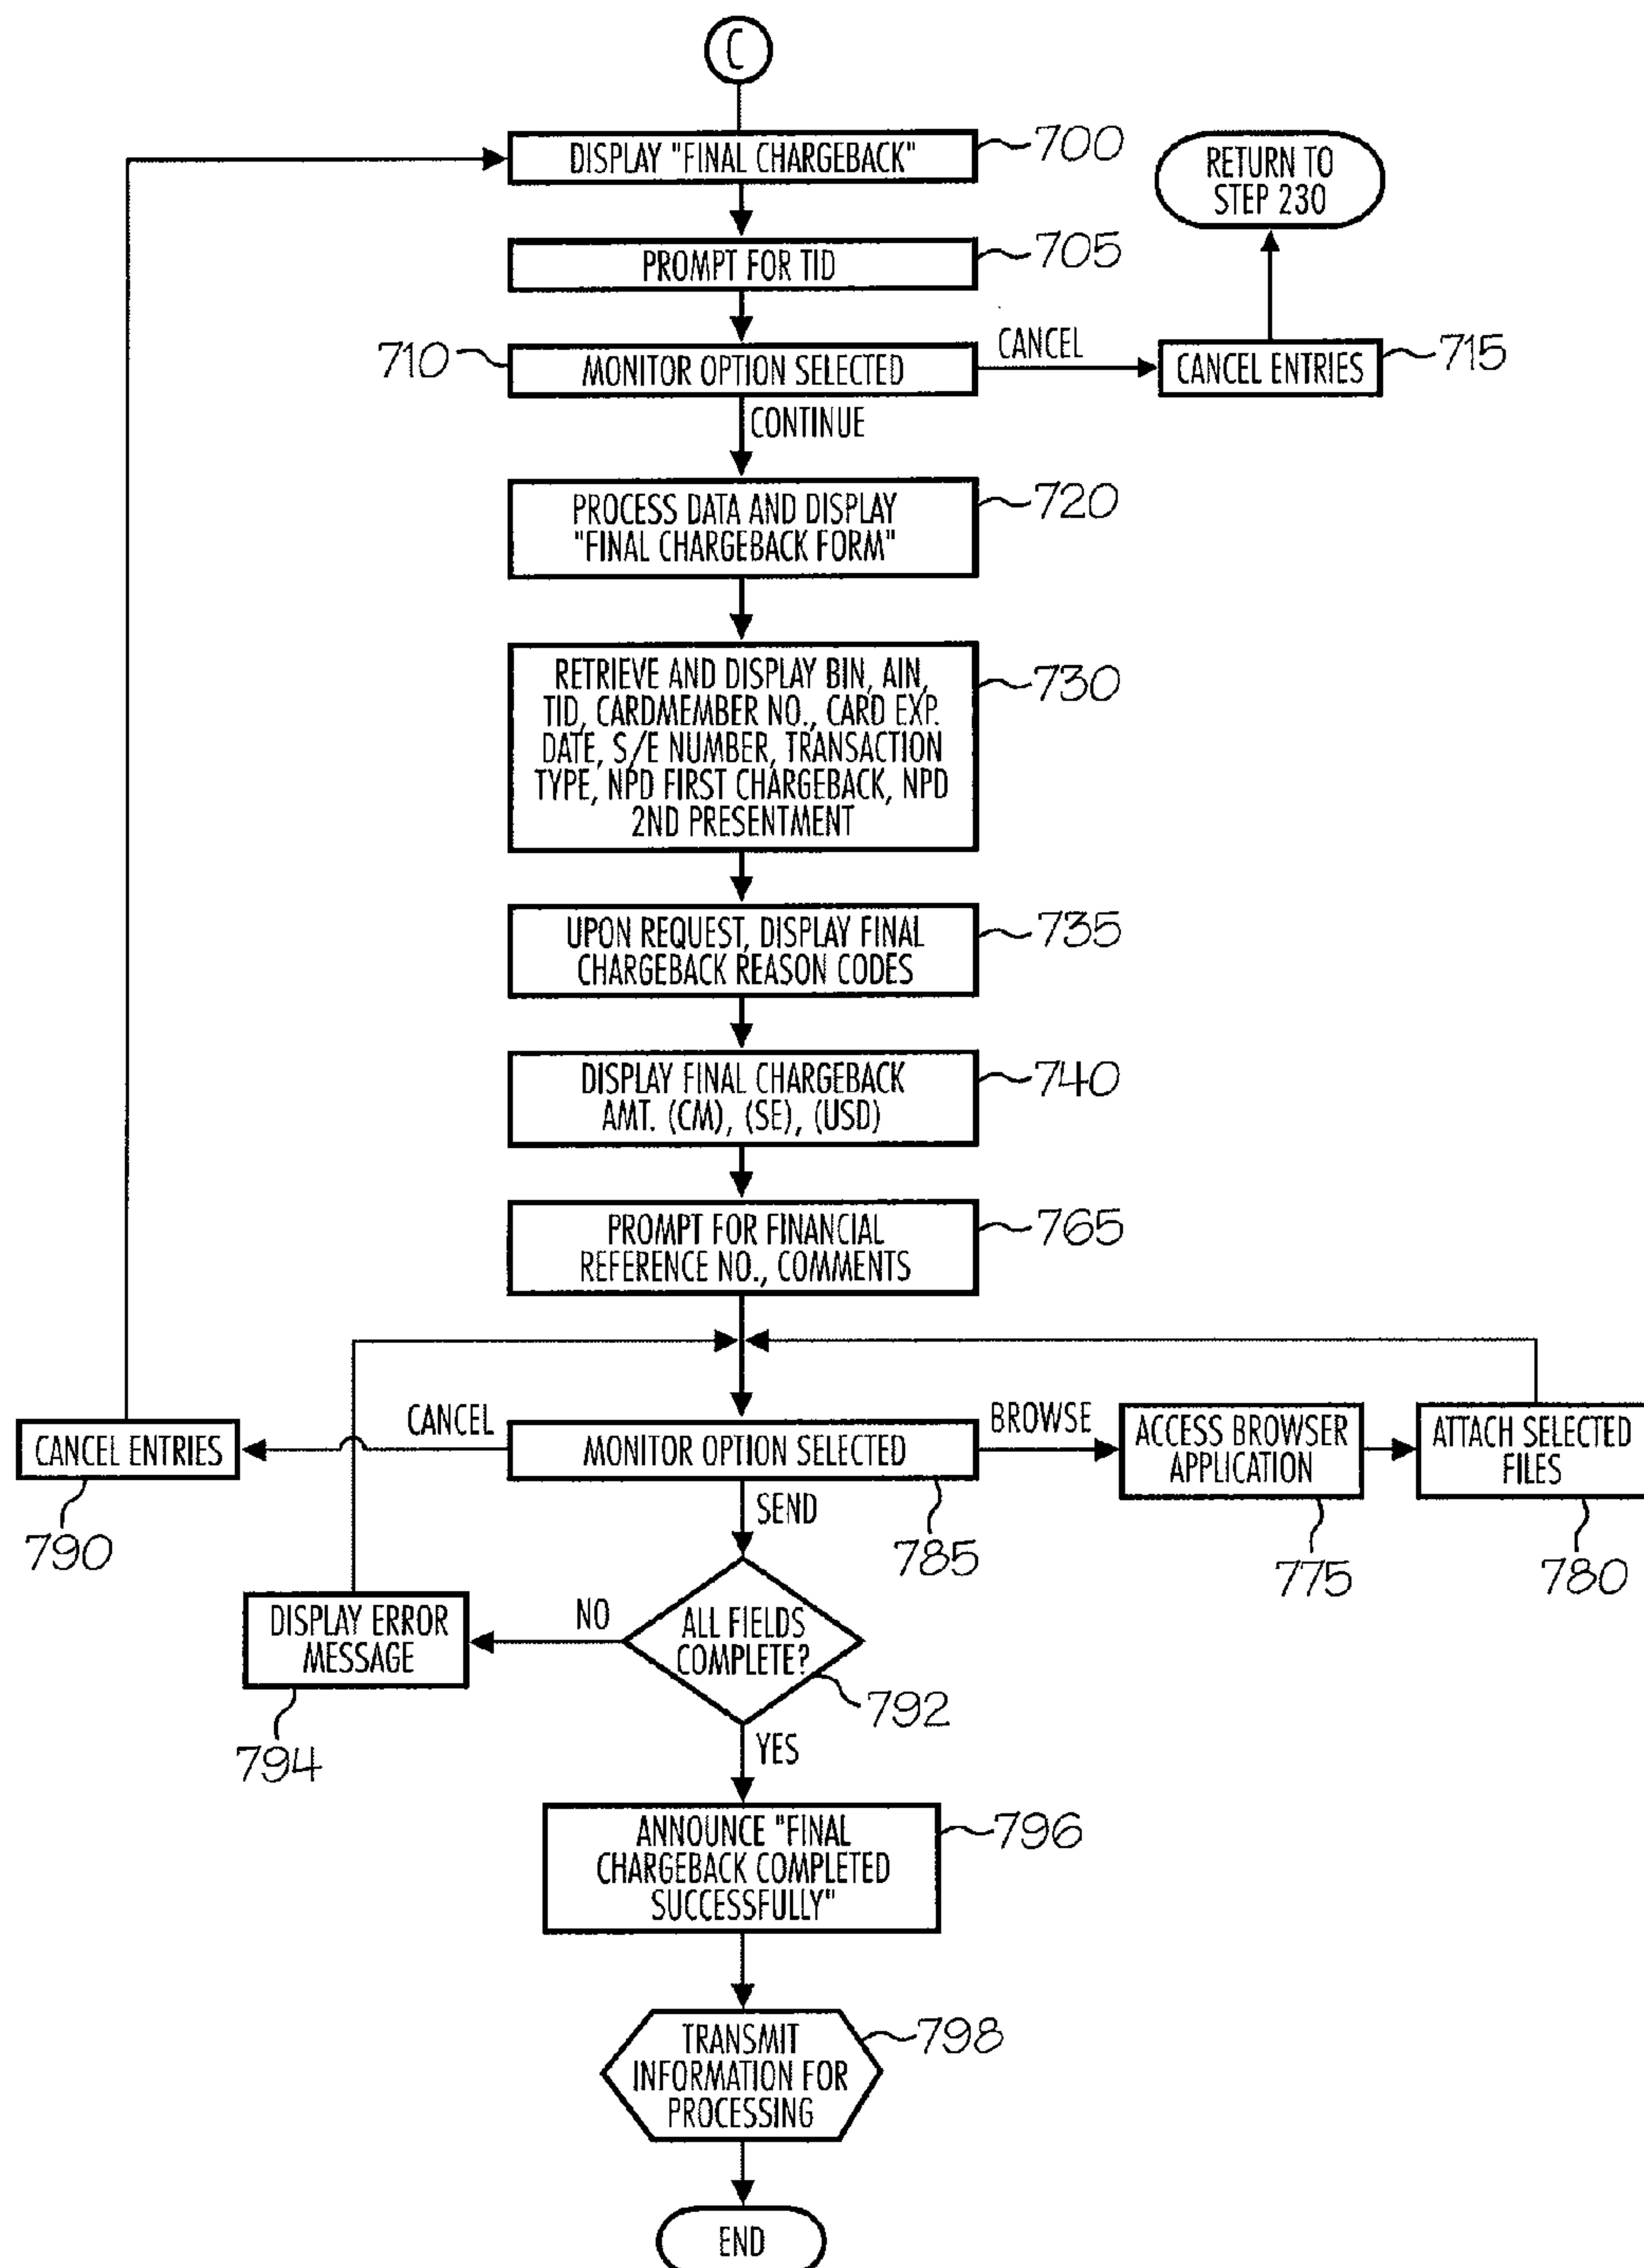 C
DISPLAY "FINAL CHARGEBACK"
700
RETURN TO
STEP 230
PROMPT FOR TID
705
710
MONITOR OPTION SELECTED
CANCEL
CANCEL ENTRIES
715
CONTINUE
PROCESS DATA AND DISPLAY
"FINAL CHARGEBACK FORM"
720
RETRIEVE AND DISPLAY BIN, AIN,
TID, CARDMEMBER NO., CARD EXP.
DATE, S/E NUMBER, TRANSACTION
TYPE, NPD FIRST CHARGEBACK, NPD
2ND PRESENTMENT
730
UPON REQUEST, DISPLAY FINAL
CHARGEBACK REASON CODES
735
DISPLAY FINAL CHARGEBACK
AMT. (CM), (SE), (USD)
740
PROMPT FOR FINANCIAL
REFERENCE NO., COMMENTS
765
CANCEL ENTRIES
790
CANCEL
MONITOR OPTION SELECTED
785
BROWSE
ACCESS BROWSER
APPLICATION
775
ATTACH SELECTED
FILES
780
SEND
DISPLAY ERROR
MESSAGE
794
NO
ALL FIELDS
COMPLETE?
792
YES
ANNOUNCE "FINAL
CHARGEBACK COMPLETED
SUCCESSFULLY"
796
TRANSMIT
INFORMATION FOR
PROCESSING
798
END